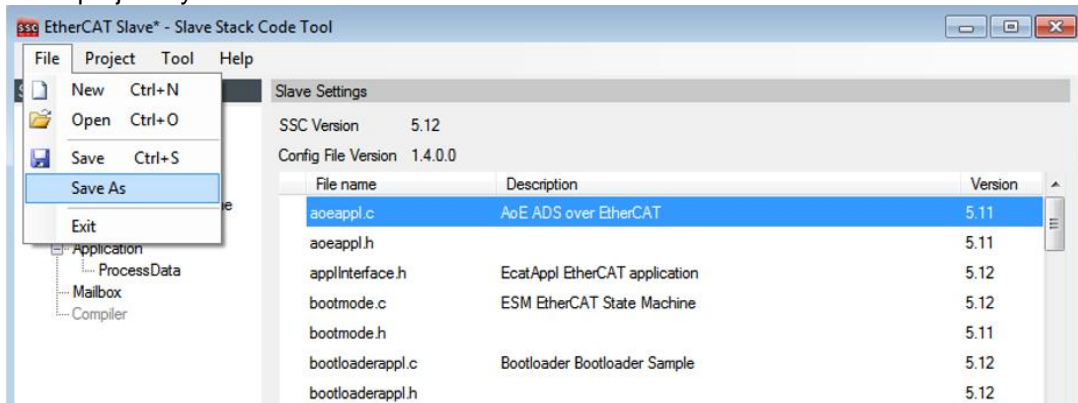 EtherCAT Slave* - Slave Stack Code Tool
File Project Tool Help
New Ctrl+N
Open Ctrl+O
Save Ctrl+S
Save As
Exit
Application
ProcessData
Mailbox
Compiler
Slave Settings
SSC Version 5.12
Config File Version 1.4.0.0
File name Description Version
aoeappl.c AoE ADS over EtherCAT 5.11
aoeappl.h 5.11
applInterface.h EcatAppl EtherCAT application 5.12
bootmode.c ESM EtherCAT State Machine 5.12
bootmode.h 5.11
bootloaderappl.c Bootloader Bootloader Sample 5.12
bootloaderappl.h 5.12